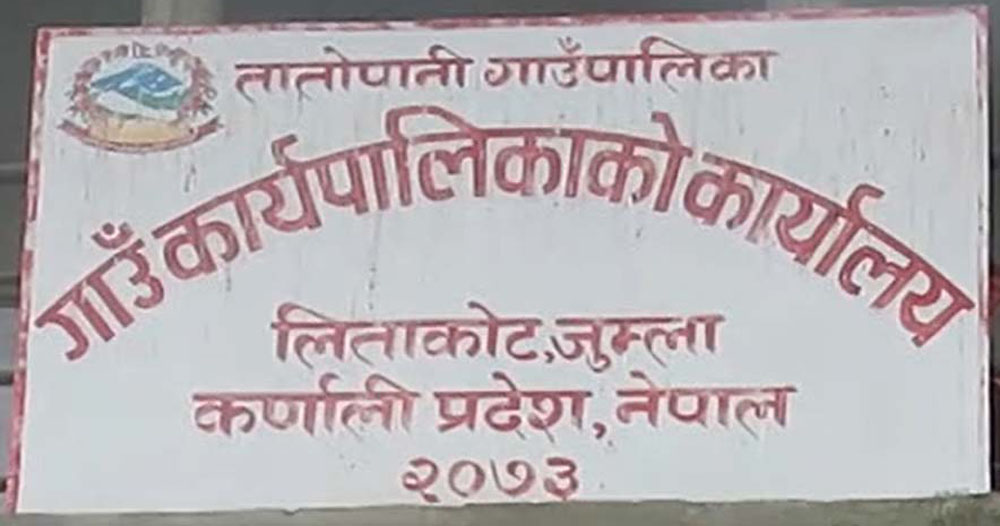 तातोपानी गाउँपालिका
गाउँ कार्यपालिकाको कार्यालय
लिताकोट,जुम्ला
कर्णाली प्रदेश, नेपाल
२०७३